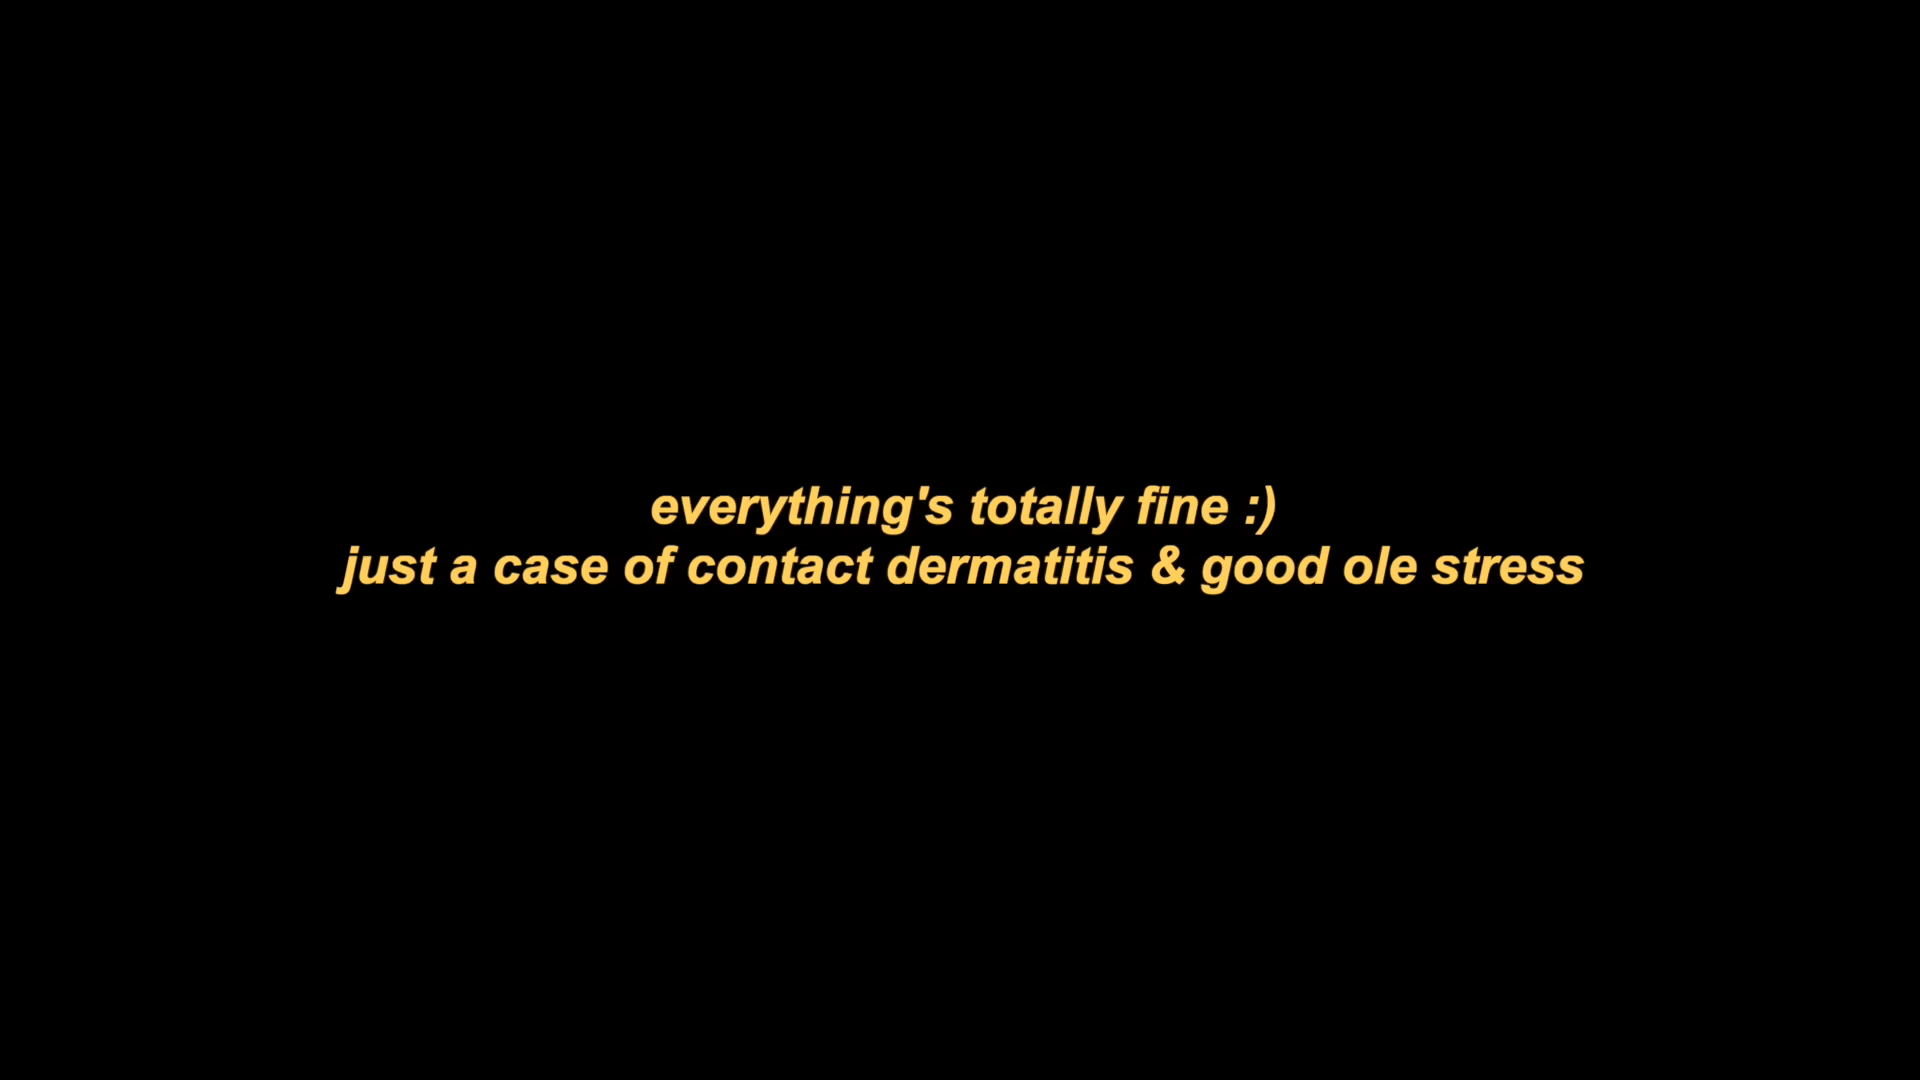 everything's totally fine :)
just a case of contact dermatitis & good ole stress